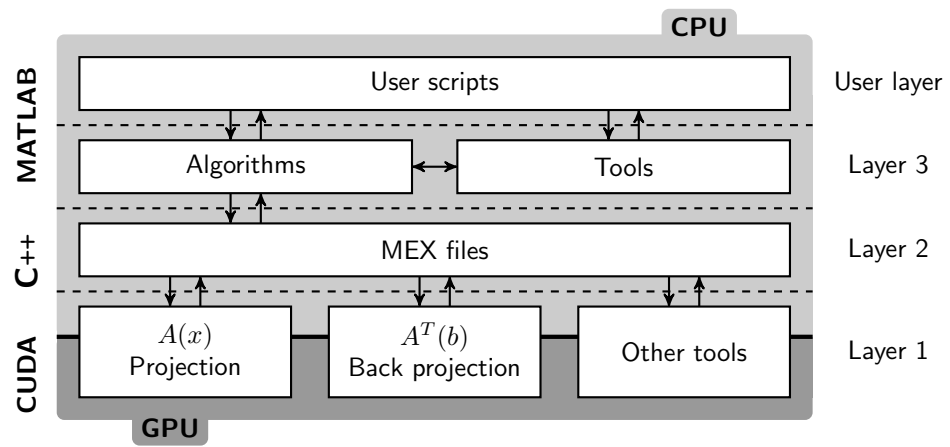 CPU
MATLAB
User scripts
User layer
Algorithms
Tools
Layer 3
C++
MEX files
Layer 2
CUDA
A(x)
Projection
A^T(b)
Back projection
Other tools
Layer 1
GPU